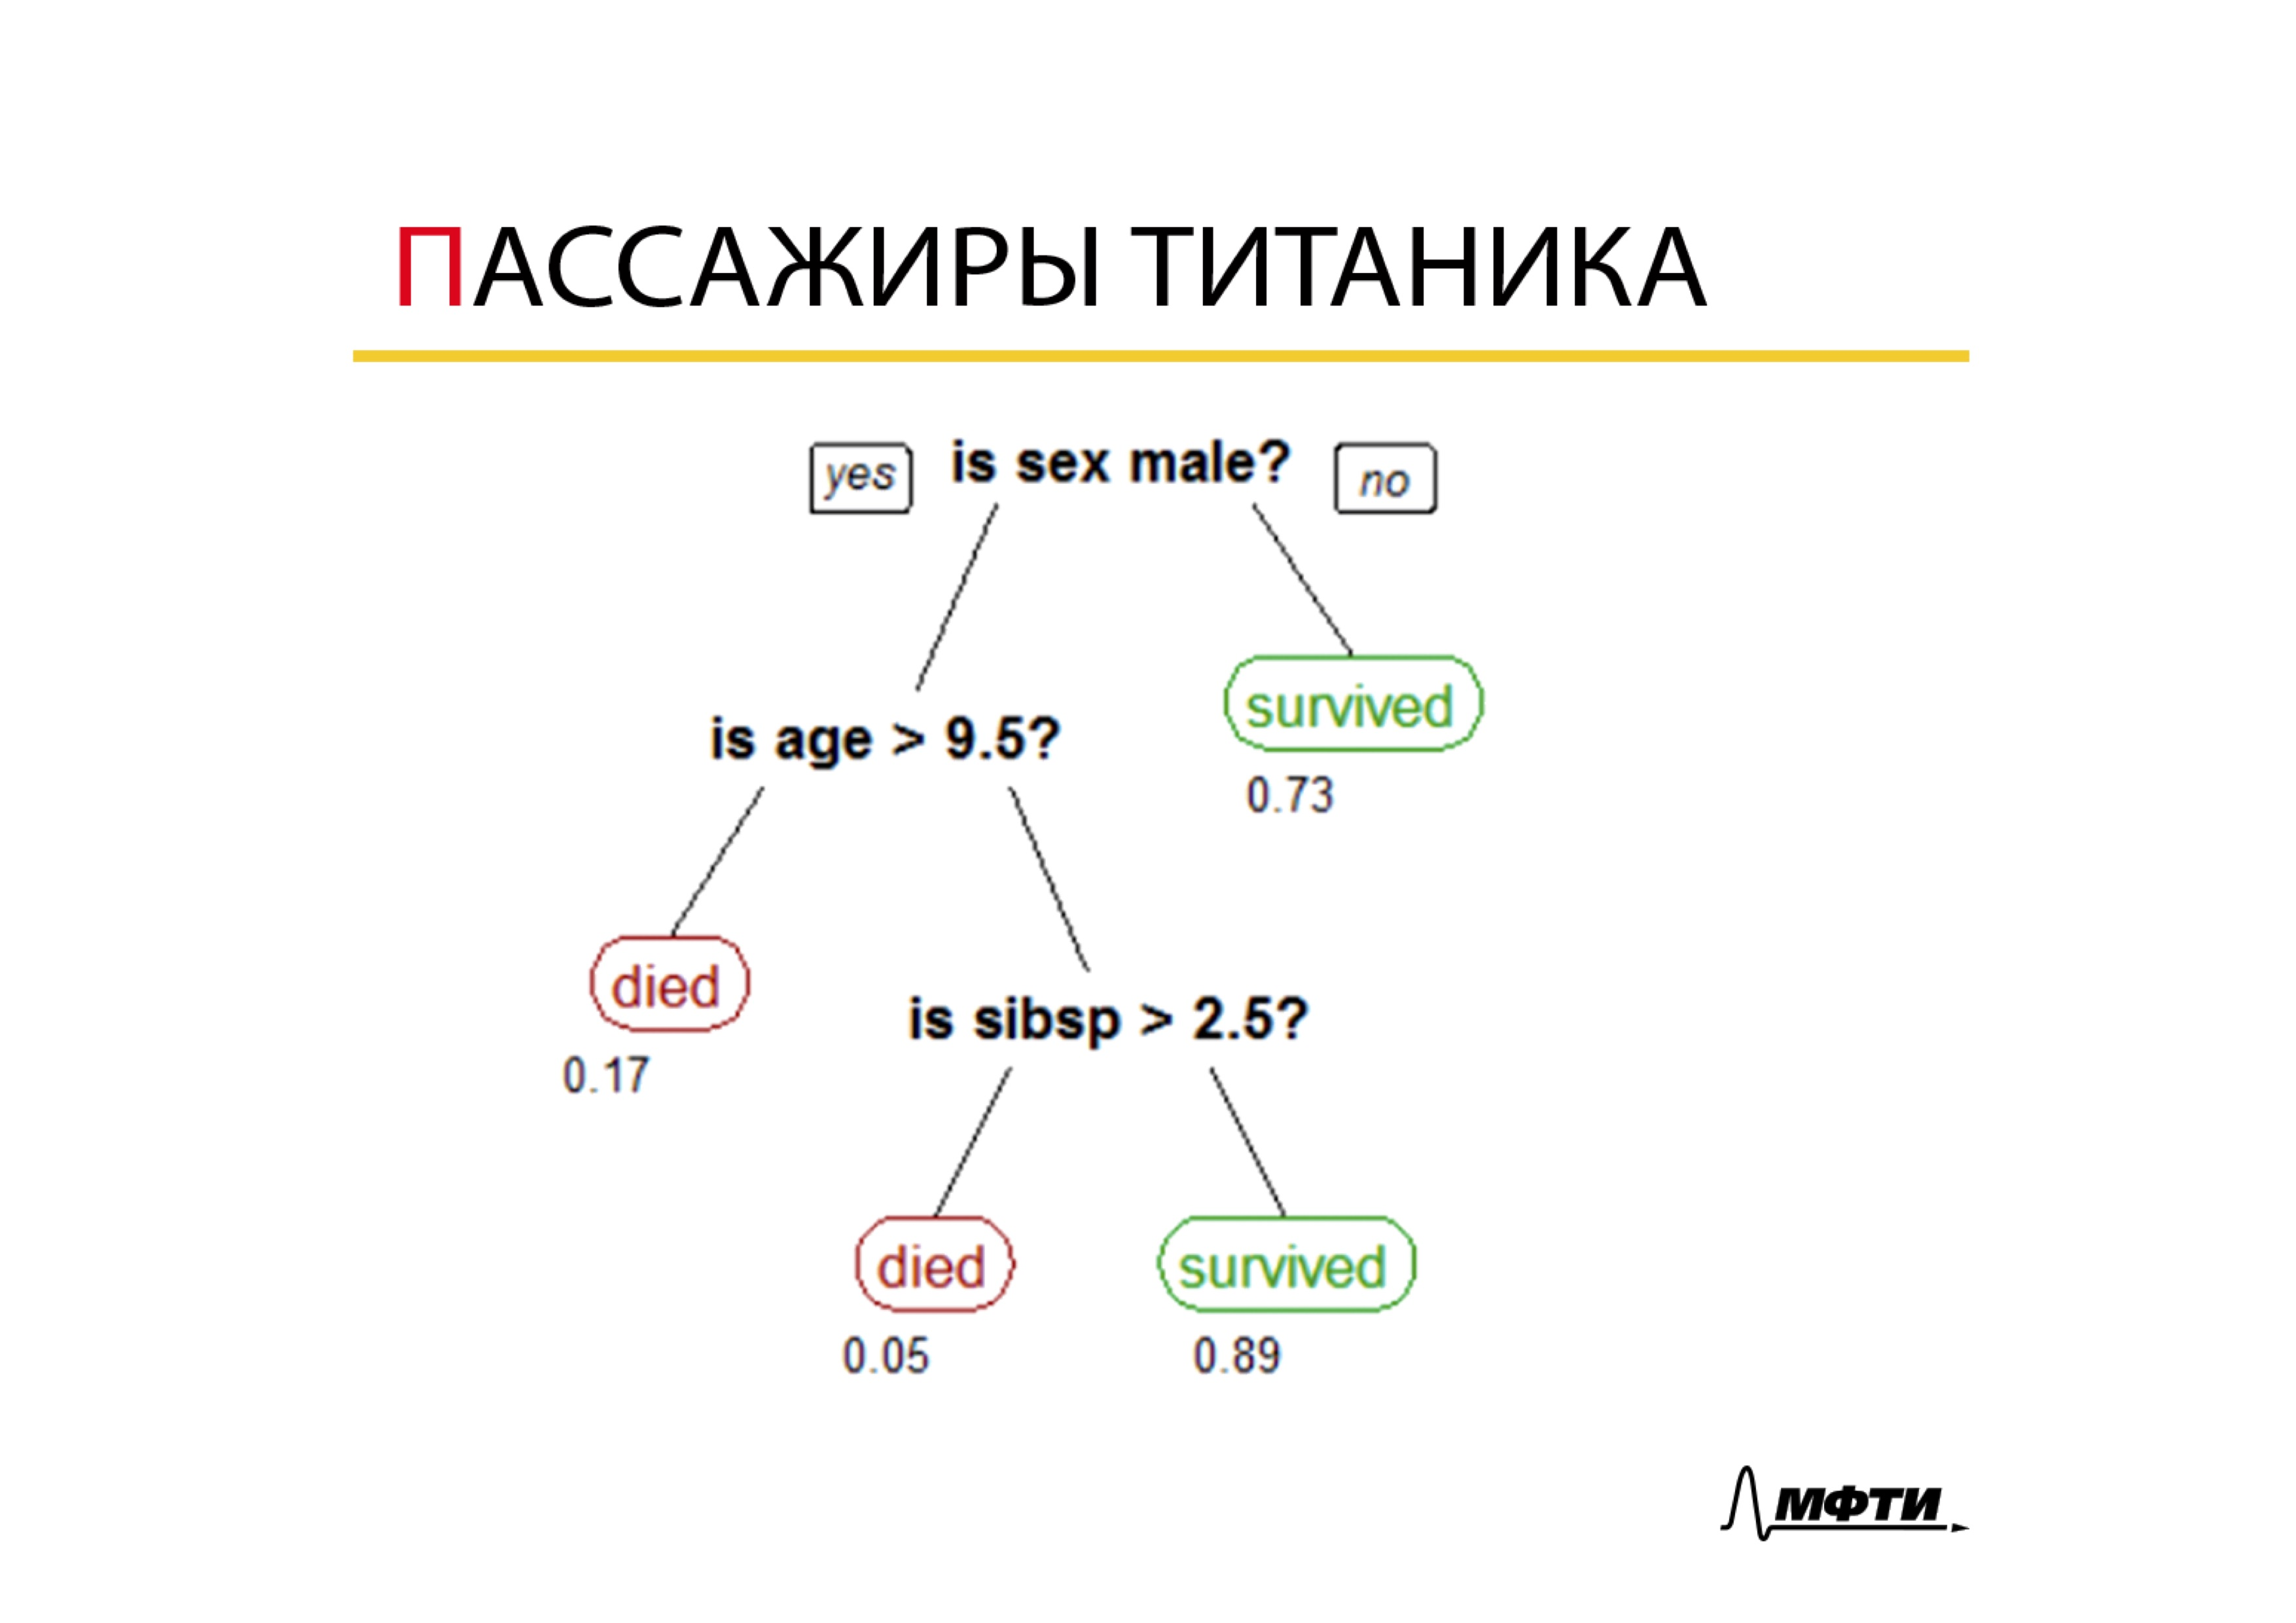 ПАССАЖИРЫ ТИТАНИКА
yes
is sex male?
no
is age > 9.5?
survived
0.73
died
0.17
is sibsp > 2.5?
died
survived
0.05
0.89
МФТИ